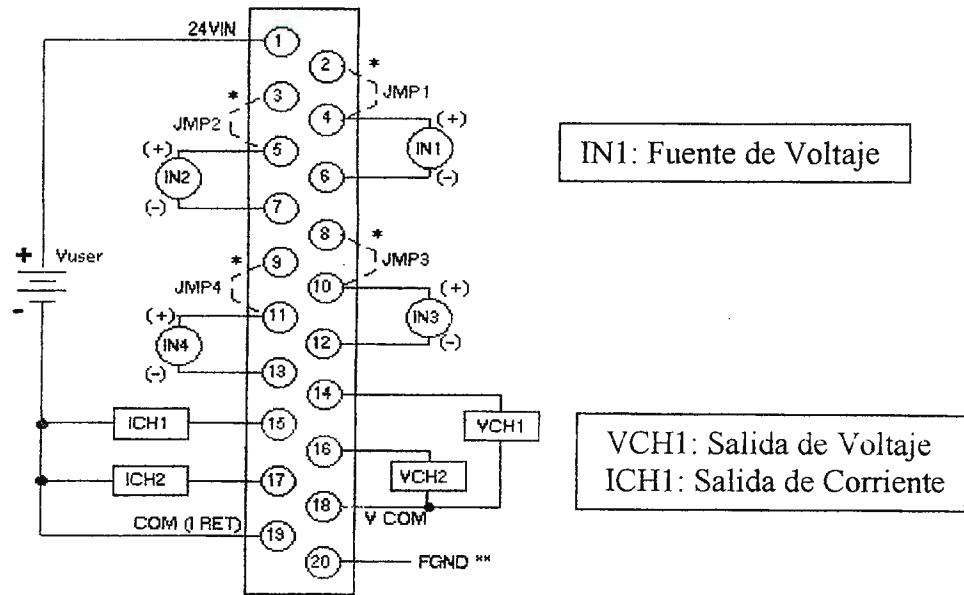 24VIN
1
2
*
*
3
JMP1
4
(+)
JMP2
(+)
5
IN1
IN1: Fuente de Voltaje
IN2
6
(-)
(-)
7
8
*
+
Vuser
*
9
JMP3
JMP4
10
(+)
-
(+)
11
IN3
IN4
12
(-)
(-)
13
14
ICH1
15
VCH1
VCH1: Salida de Voltaje
16
ICH2
17
VCH2
ICH1: Salida de Corriente
18
V COM
COM (I RET)
19
20
FGND **